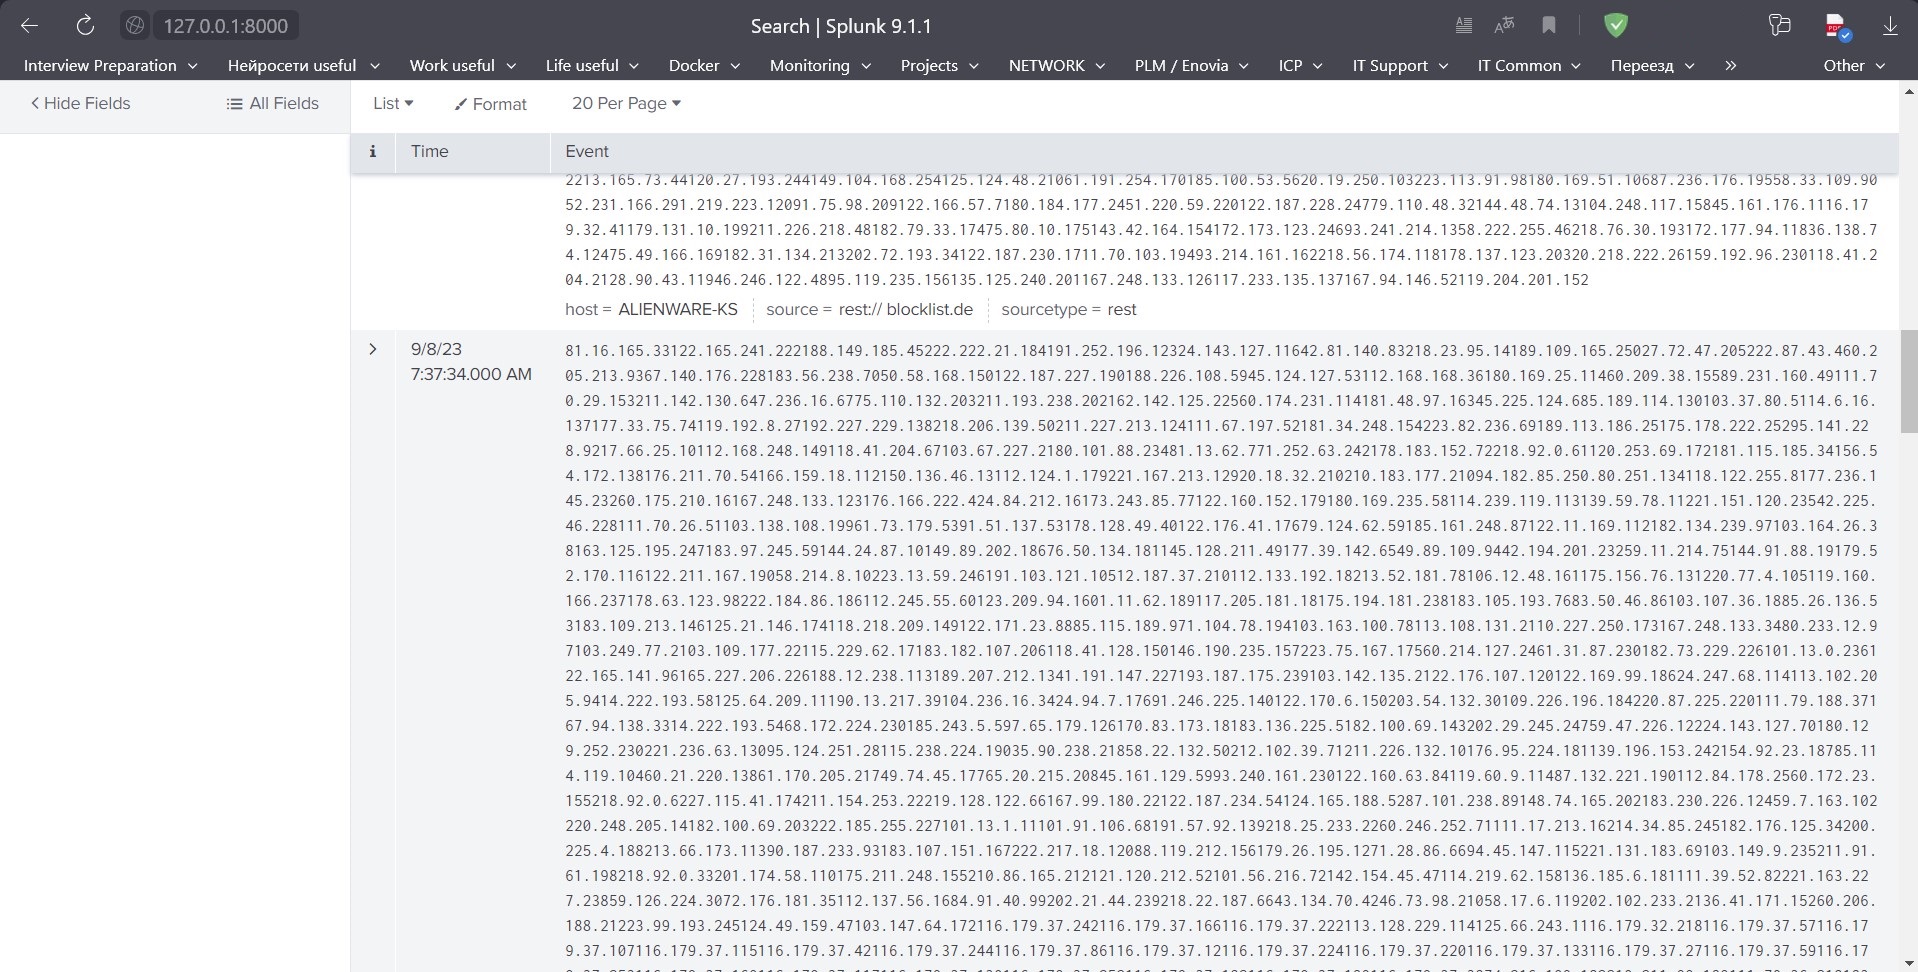 127.0.0.1:8000
Search | Splunk 9.1.1
Interview Preparation
Нейросети useful
Work useful
Life useful
Docker
Monitoring
Projects
NETWORK
PLM / Enovia
ICP
IT Support
IT Common
Переезд
Other
Hide Fields
All Fields
List
Format
20 Per Page
i
Time
Event
2213.165.73.44120.27.193.244149.104.168.254125.124.48.21061.191.254.170185.100.53.5620.19.250.103223.113.91.98180.169.51.10687.236.176.19558.33.109.90
52.231.166.291.219.223.12091.75.98.209122.166.57.7180.184.177.2451.220.59.220122.187.228.24779.110.48.32144.48.74.13104.248.117.15845.161.176.1116.17
9.32.41179.131.10.199211.226.218.48182.79.33.17475.80.10.175143.42.164.154172.173.123.24693.241.214.1358.222.255.46218.76.30.193172.177.94.11836.138.7
4.12475.49.166.169182.31.134.213202.72.193.34122.187.230.1711.70.103.19493.214.161.162218.56.174.118178.137.123.20320.218.222.26159.192.96.230118.41.2
04.2128.90.43.11946.246.122.4895.119.235.156135.125.240.201167.248.133.126117.233.135.137167.94.146.52119.204.201.152
host = ALIENWARE-KS source = rest:// blocklist.de sourcetype = rest
9/8/23
7:37:34.000 AM
81.16.165.33122.165.241.222188.149.185.45222.222.21.184191.252.196.12324.143.127.11642.81.140.83218.23.95.14189.109.165.25027.72.47.205222.87.43.460.2
05.213.9367.140.176.228183.56.238.7050.58.168.150122.187.227.190188.226.108.5945.124.127.53112.168.168.36180.169.25.11460.209.38.15589.231.160.49111.7
0.29.153211.142.130.647.236.16.6775.110.132.203211.193.238.202162.142.125.22560.174.231.114181.48.97.16345.225.124.685.189.114.130103.37.80.5114.6.16.
137177.33.75.74119.192.8.27192.227.229.138218.206.139.50211.227.213.124111.67.197.52181.34.248.154223.82.236.69189.113.186.25175.178.222.25295.141.22
8.9217.66.25.10112.168.248.149118.41.204.67103.67.227.2180.101.88.23481.13.62.771.252.63.242178.183.152.72218.92.0.61120.253.69.172181.115.185.34156.5
4.172.138176.211.70.54166.159.18.112150.136.46.13112.124.1.179221.167.213.12920.18.32.210210.183.177.21094.182.85.250.80.251.134118.122.255.8177.236.1
45.23260.175.210.16167.248.133.123176.166.222.424.84.212.16173.243.85.77122.160.152.179180.169.235.58114.239.119.113139.59.78.11221.151.120.23542.225.
46.228111.70.26.51103.138.108.19961.73.179.5391.51.137.53178.128.49.40122.176.41.17679.124.62.59185.161.248.87122.11.169.112182.134.239.97103.164.26.3
8163.125.195.247183.97.245.59144.24.87.10149.89.202.18676.50.134.181145.128.211.49177.39.142.6549.89.109.9442.194.201.23259.11.214.75144.91.88.19179.5
2.170.116122.211.167.19058.214.8.10223.13.59.246191.103.121.10512.187.37.210112.133.192.18213.52.181.78106.12.48.161175.156.76.131220.77.4.105119.160.
166.237178.63.123.98222.184.86.186112.245.55.60123.209.94.1601.11.62.189117.205.181.18175.194.181.238183.105.193.7683.50.46.86103.107.36.1885.26.136.5
3183.109.213.146125.21.146.174118.218.209.149122.171.23.8885.115.189.971.104.78.194103.163.100.78113.108.131.2110.227.250.173167.248.133.3480.233.12.9
7103.249.77.2103.109.177.22115.229.62.17183.182.107.206118.41.128.150146.190.235.157223.75.167.17560.214.127.2461.31.87.230182.73.229.226101.13.0.2361
22.165.141.96165.227.206.226188.12.238.113189.207.212.1341.191.147.227193.187.175.239103.142.135.2122.176.107.120122.169.99.18624.247.68.114113.102.20
5.9414.222.193.58125.64.209.11190.13.217.39104.236.16.3424.94.7.17691.246.225.140122.170.6.150203.54.132.30109.226.196.184220.87.225.220111.79.188.371
67.94.138.3314.222.193.5468.172.224.230185.243.5.597.65.179.126170.83.173.18183.136.225.5182.100.69.143202.29.245.24759.47.226.12224.143.127.70180.12
9.252.230221.236.63.13095.124.251.28115.238.224.19035.90.238.21858.22.132.50212.102.39.71211.226.132.10176.95.224.181139.196.153.242154.92.23.18785.11
4.119.10460.21.220.13861.170.205.21749.74.45.17765.20.215.20845.161.129.5993.240.161.230122.160.63.84119.60.9.11487.132.221.190112.84.178.2560.172.23.
155218.92.0.6227.115.41.174211.154.253.22219.128.122.66167.99.180.22122.187.234.54124.165.188.5287.101.238.89148.74.165.202183.230.226.12459.7.163.102
220.248.205.14182.100.69.203222.185.255.227101.13.1.11101.91.106.68191.57.92.139218.25.233.2260.246.252.71111.17.213.16214.34.85.245182.176.125.34200.
225.4.188213.66.173.11390.187.233.93183.107.151.167222.217.18.12088.119.212.156179.26.195.1271.28.86.6694.45.147.115221.131.183.69103.149.9.235211.91.
61.198218.92.0.33201.174.58.110175.211.248.155210.86.165.212121.120.212.52101.56.216.72142.154.45.47114.219.62.158136.185.6.181111.39.52.82221.163.22
7.23859.126.224.3072.176.181.35112.137.56.1684.91.40.99202.21.44.239218.22.187.6643.134.70.4246.73.98.21058.17.6.119202.102.233.2136.41.171.15260.206.
188.21223.99.193.245124.49.159.47103.147.64.172116.179.37.242116.179.37.166116.179.37.222113.128.229.114125.66.243.1116.179.32.218116.179.37.57116.17
9.37.107116.179.37.115116.179.37.42116.179.37.244116.179.37.86116.179.37.12116.179.37.224116.179.37.220116.179.37.133116.179.37.27116.179.37.59116.17